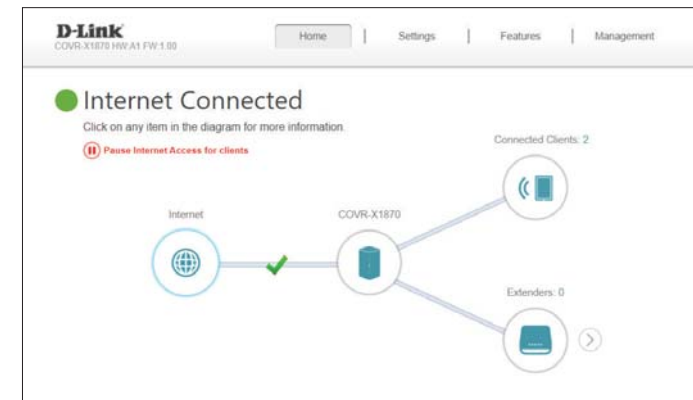 D-Link
COVR-X1870 HW:A1 FW:1.00
Home | Settings | Features | Management
Internet Connected
Click on any item in the diagram for more information.
Pause Internet Access for clients
Connected Clients: 2
Internet
COVR-X1870
Extenders: 0